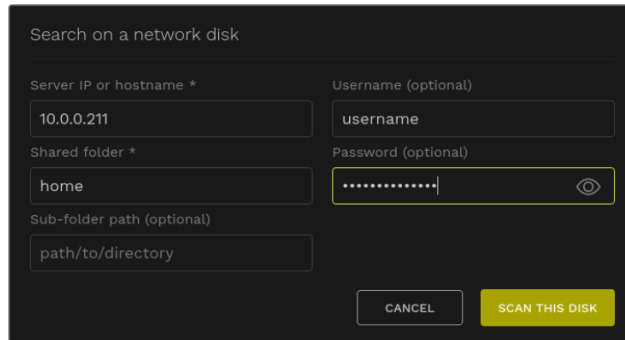 Search on a network disk
Server IP or hostname *
Username (optional)
10.0.0.211
username
Shared folder *
Password (optional)
home
••••••••••••••
Sub-folder path (optional)
path/to/directory
CANCEL
SCAN THIS DISK